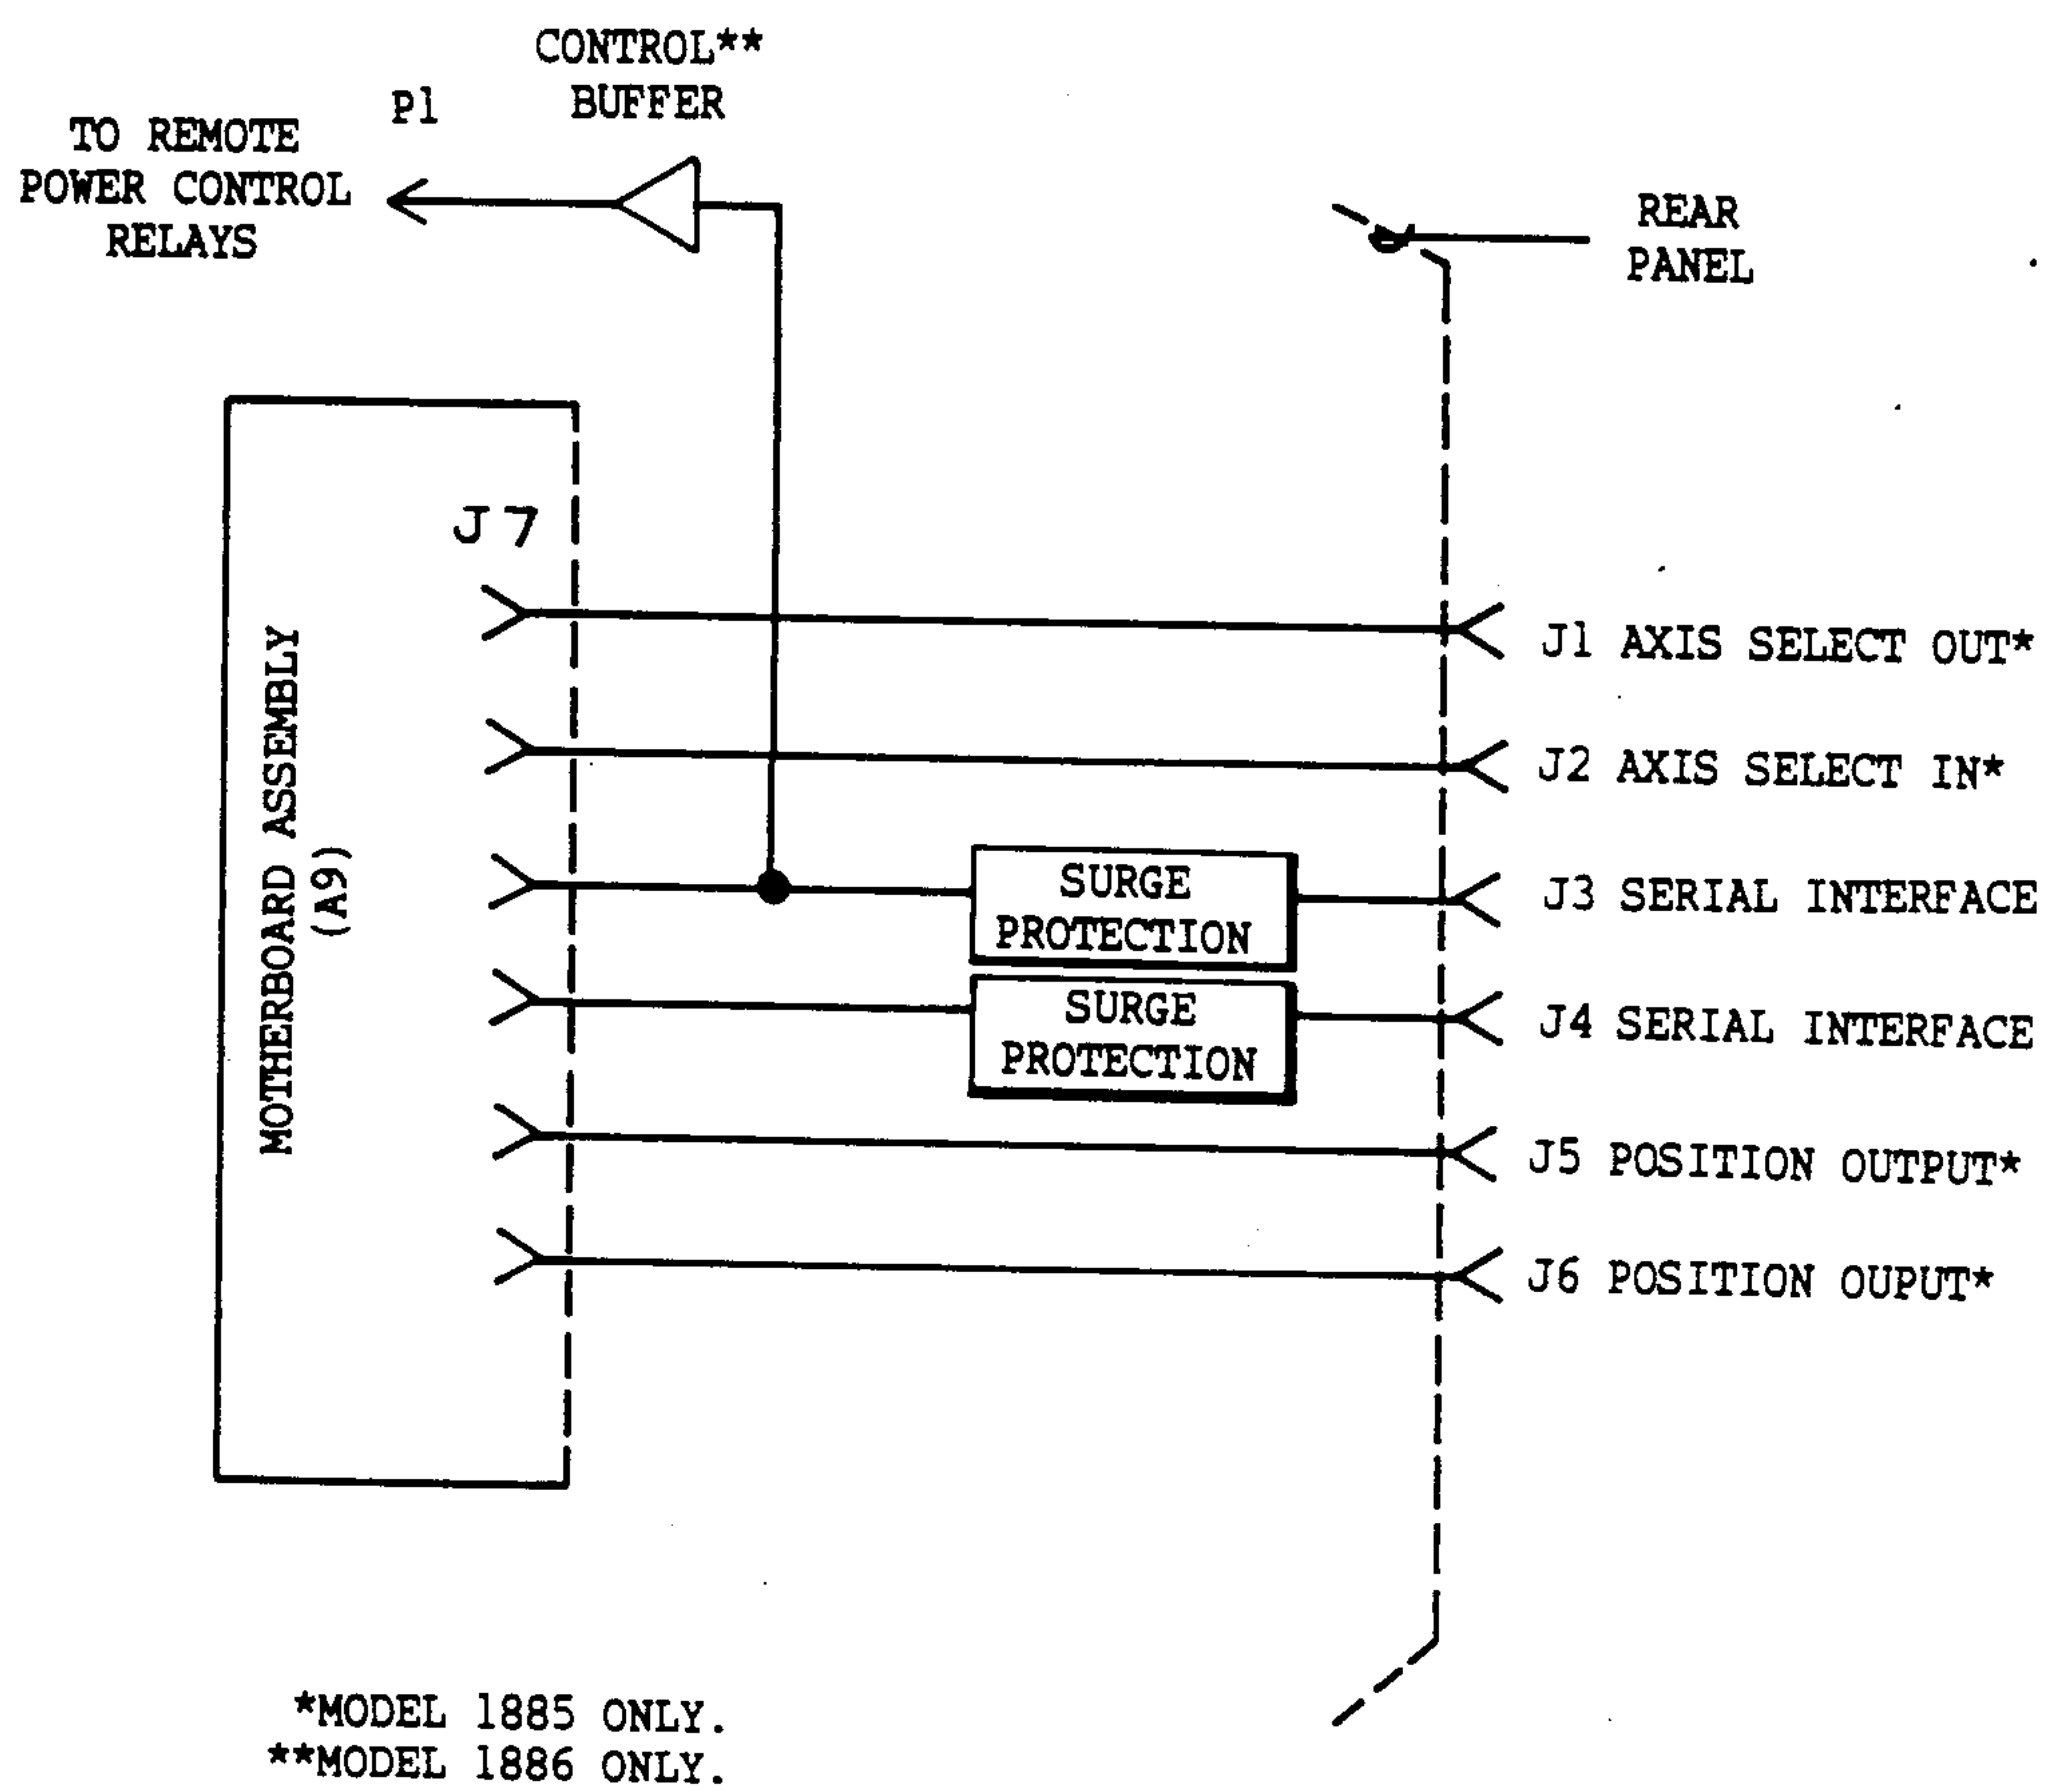 CONTROL**
BUFFER
P1
TO REMOTE
POWER CONTROL
RELAYS
REAR
PANEL
J7
MOTHERBOARD ASSEMBLY
(A9)
J1 AXIS SELECT OUT*
J2 AXIS SELECT IN*
SURGE
PROTECTION
J3 SERIAL INTERFACE
SURGE
PROTECTION
J4 SERIAL INTERFACE
J5 POSITION OUTPUT*
J6 POSITION OUPUT*
*MODEL 1885 ONLY.
**MODEL 1886 ONLY.